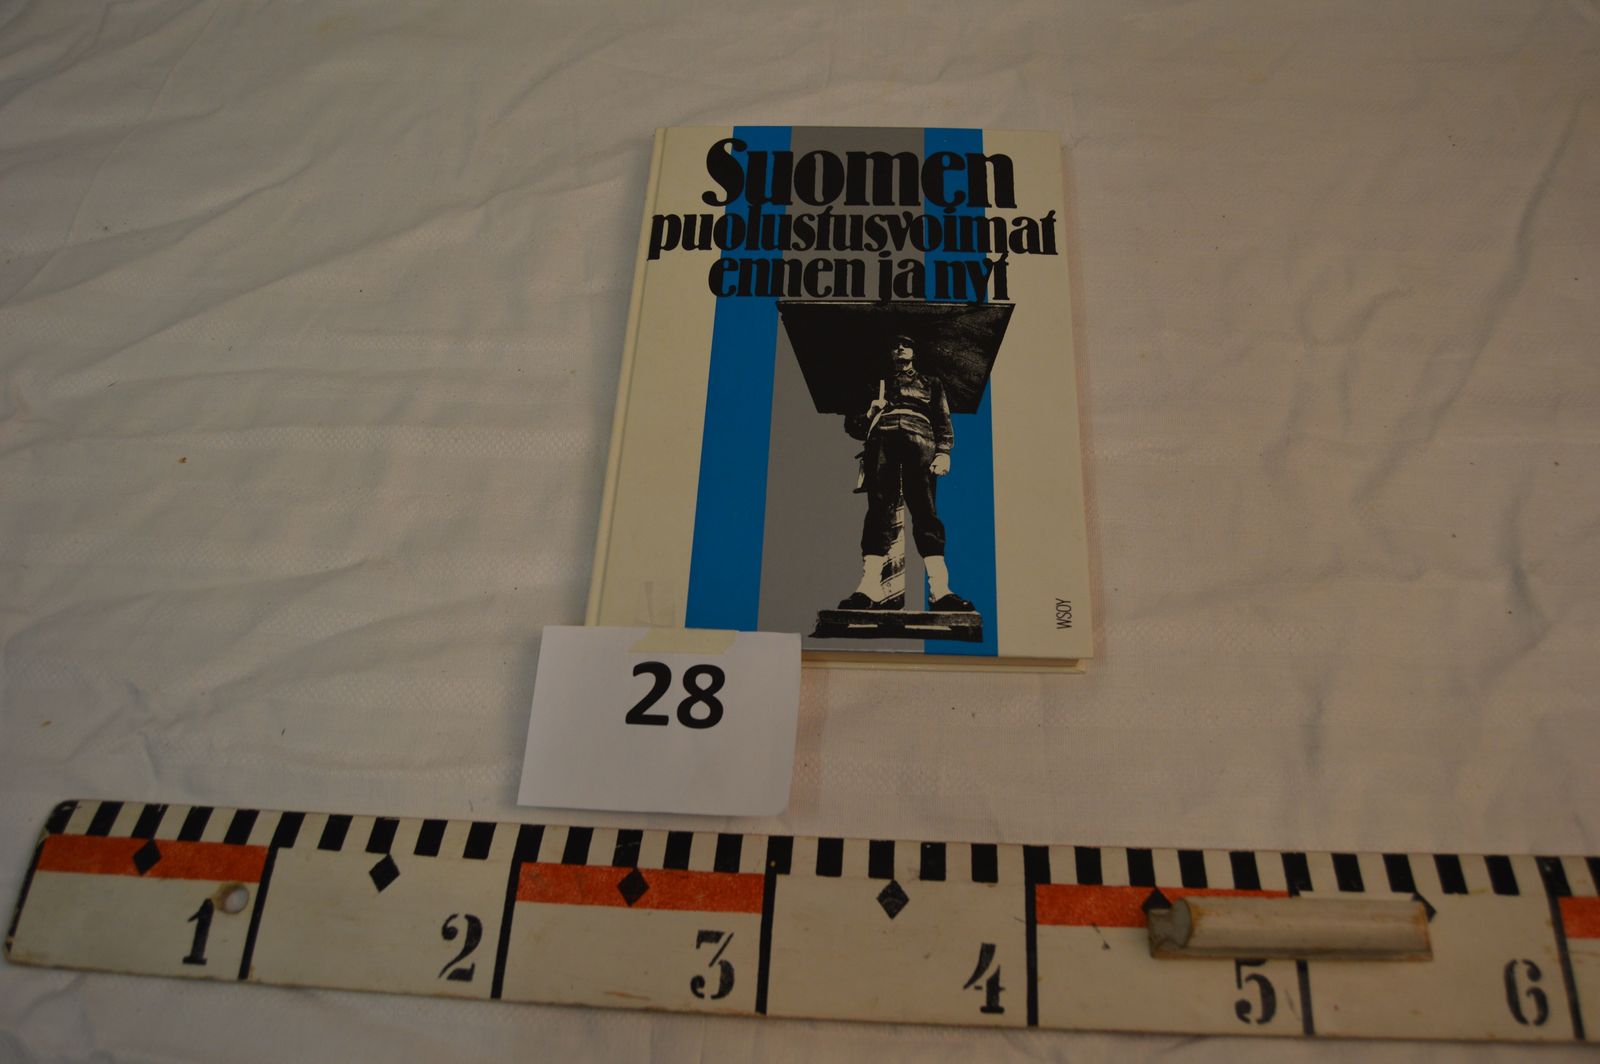 Suomen
puolustusvoimat
ennen ja nyt
WSOY
28
1 2 3 4 5 6